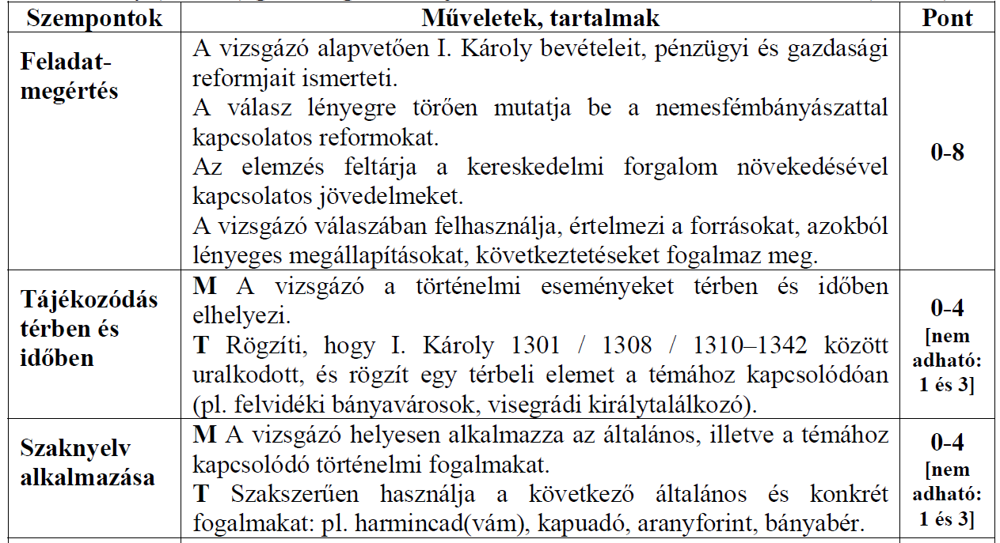 Szempontok Műveletek, tartalmak Pont
Feladat-
megértés
A vizsgázó alapvetően I. Károly bevételeit, pénzügyi és gazdasági
reformjait ismerteti.
A válasz lényegre törően mutatja be a nemesfémbányászattal
kapcsolatos reformokat.
Az elemzés feltárja a kereskedelmi forgalom növekedésével
kapcsolatos jövedelmeket.
A vizsgázó válaszában felhasználja, értelmezi a forrásokat, azokból
lényeges megállapításokat, következtetéseket fogalmaz meg.
0-8
Tájékozódás
térben és
időben
M A vizsgázó a történelmi eseményeket térben és időben
elhelyezi.
T Rögzíti, hogy I. Károly 1301 / 1308 / 1310–1342 között
uralkodott, és rögzít egy térbeli elemet a témához kapcsolódóan
(pl. felvidéki bányavárosok, visegrádi királytalálkozó).
0-4
[nem
adható:
1 és 3]
Szaknyelv
alkalmazása
M A vizsgázó helyesen alkalmazza az általános, illetve a témához
kapcsolódó történelmi fogalmakat.
T Szakszerűen használja a következő általános és konkrét
fogalmakat: pl. harmincad(vám), kapuadó, aranyforint, bányabér.
0-4
[nem
adható:
1 és 3]